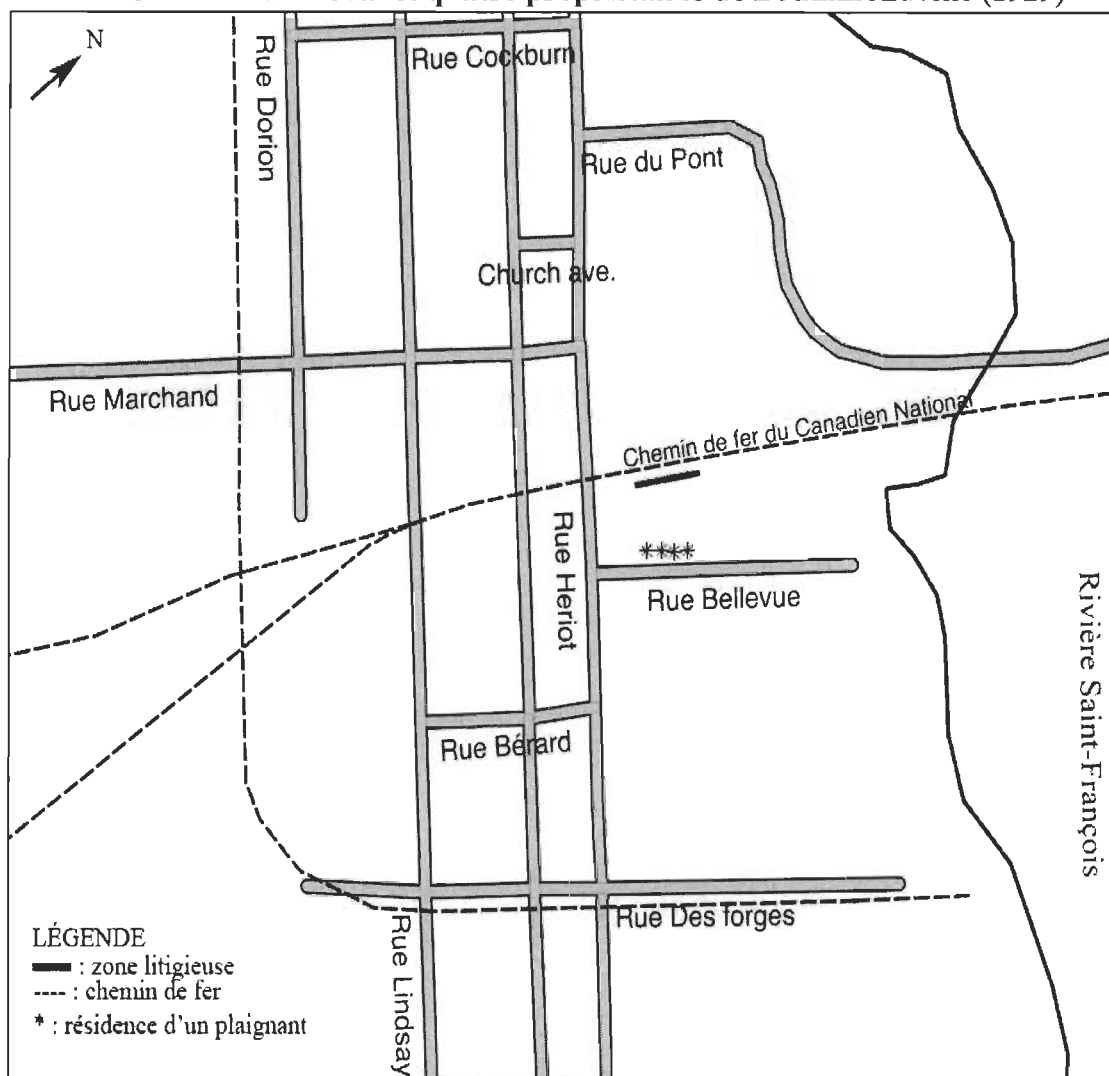 N
Rue Cockburn
Rue Dorion
Rue du Pont
Church ave.
Rue Marchand
Chemin de fer du Canadien National
Rue Heriot
Rue Bellevue
Rivière Saint-François
Rue Bérard
Rue Des forges
Rue Lindsay
LÉGENDE
: zone litigieuse
---- : chemin de fer
* : résidence d'un plaignant